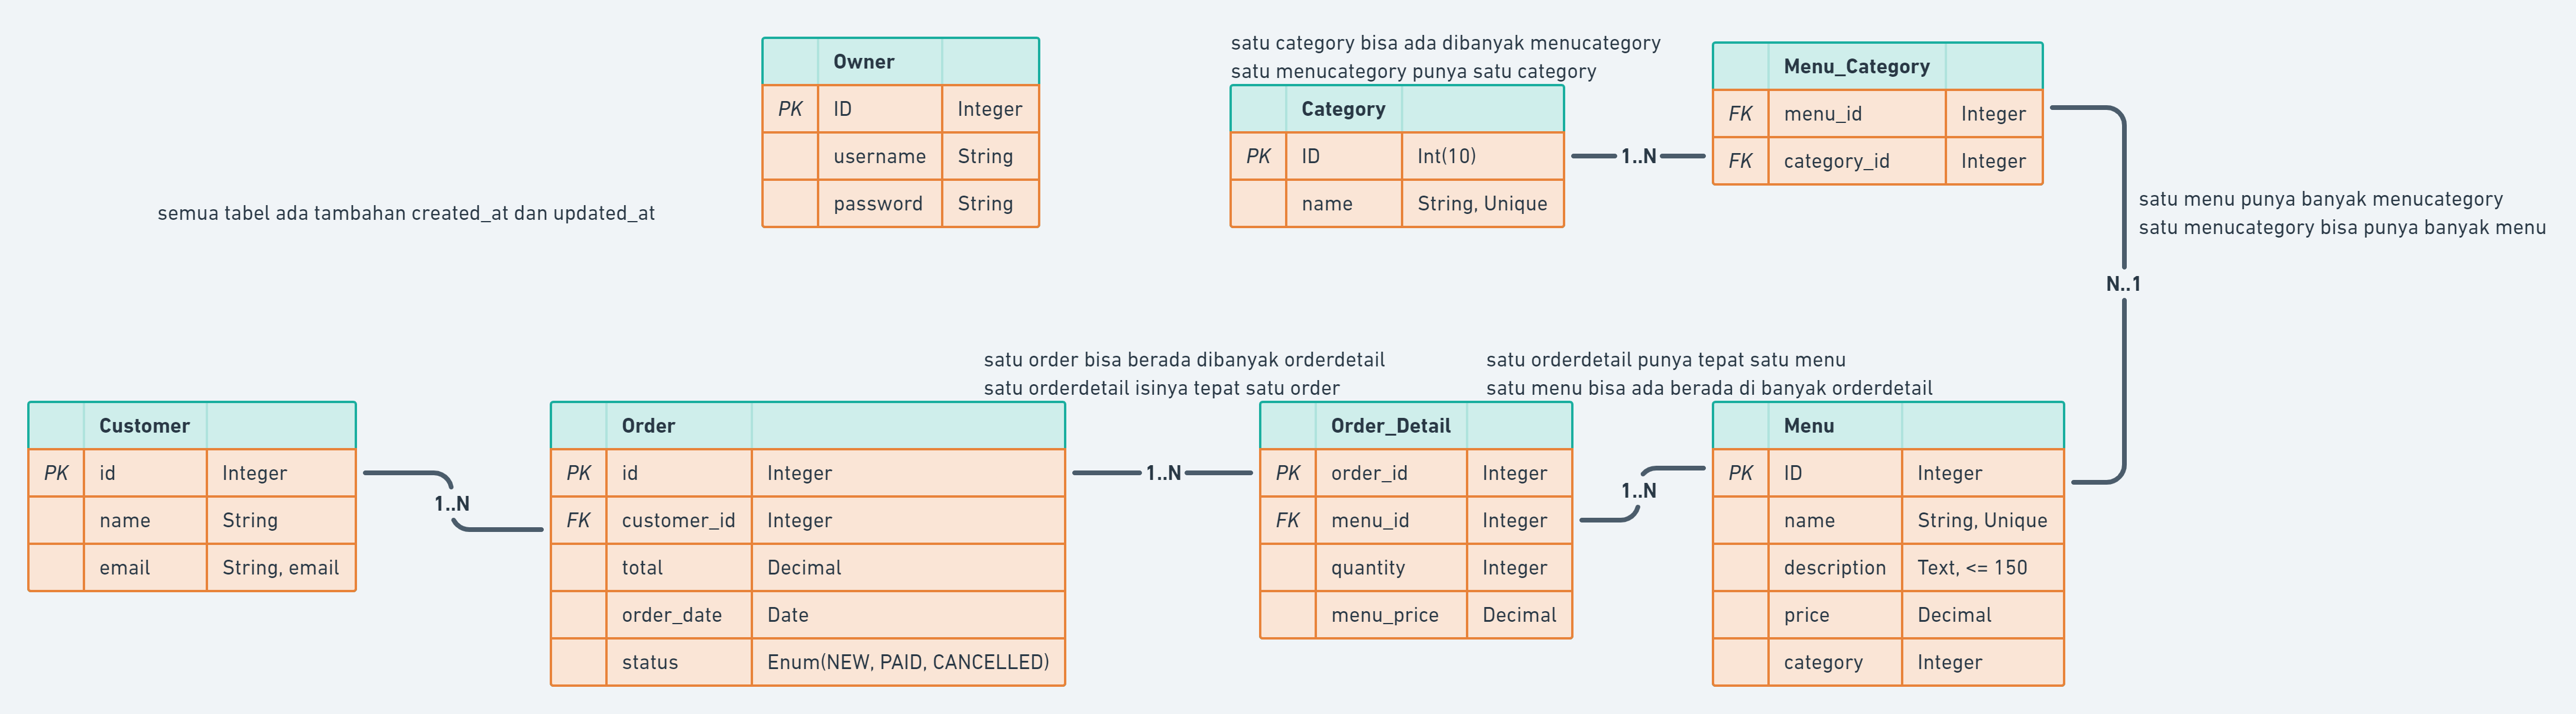 Owner
PK ID Integer
username String
password String
satu category bisa ada dibanyak menucategory
satu menucategory punya satu category
Category
PK ID Int(10)
name String, Unique
1..N
Menu_Category
FK menu_id Integer
FK category_id Integer
semua tabel ada tambahan created_at dan updated_at
satu menu punya banyak menucategory
satu menucategory bisa punya banyak menu
N..1
Customer
PK id Integer
name String
email String, email
1..N
Order
PK id Integer
FK customer_id Integer
total Decimal
order_date Date
status Enum(NEW, PAID, CANCELLED)
satu order bisa berada dibanyak orderdetail
satu orderdetail isinya tepat satu order
1..N
Order_Detail
PK order_id Integer
FK menu_id Integer
quantity Integer
menu_price Decimal
satu orderdetail punya tepat satu menu
satu menu bisa ada berada di banyak orderdetail
1..N
Menu
PK ID Integer
name String, Unique
description Text, <= 150
price Decimal
category Integer